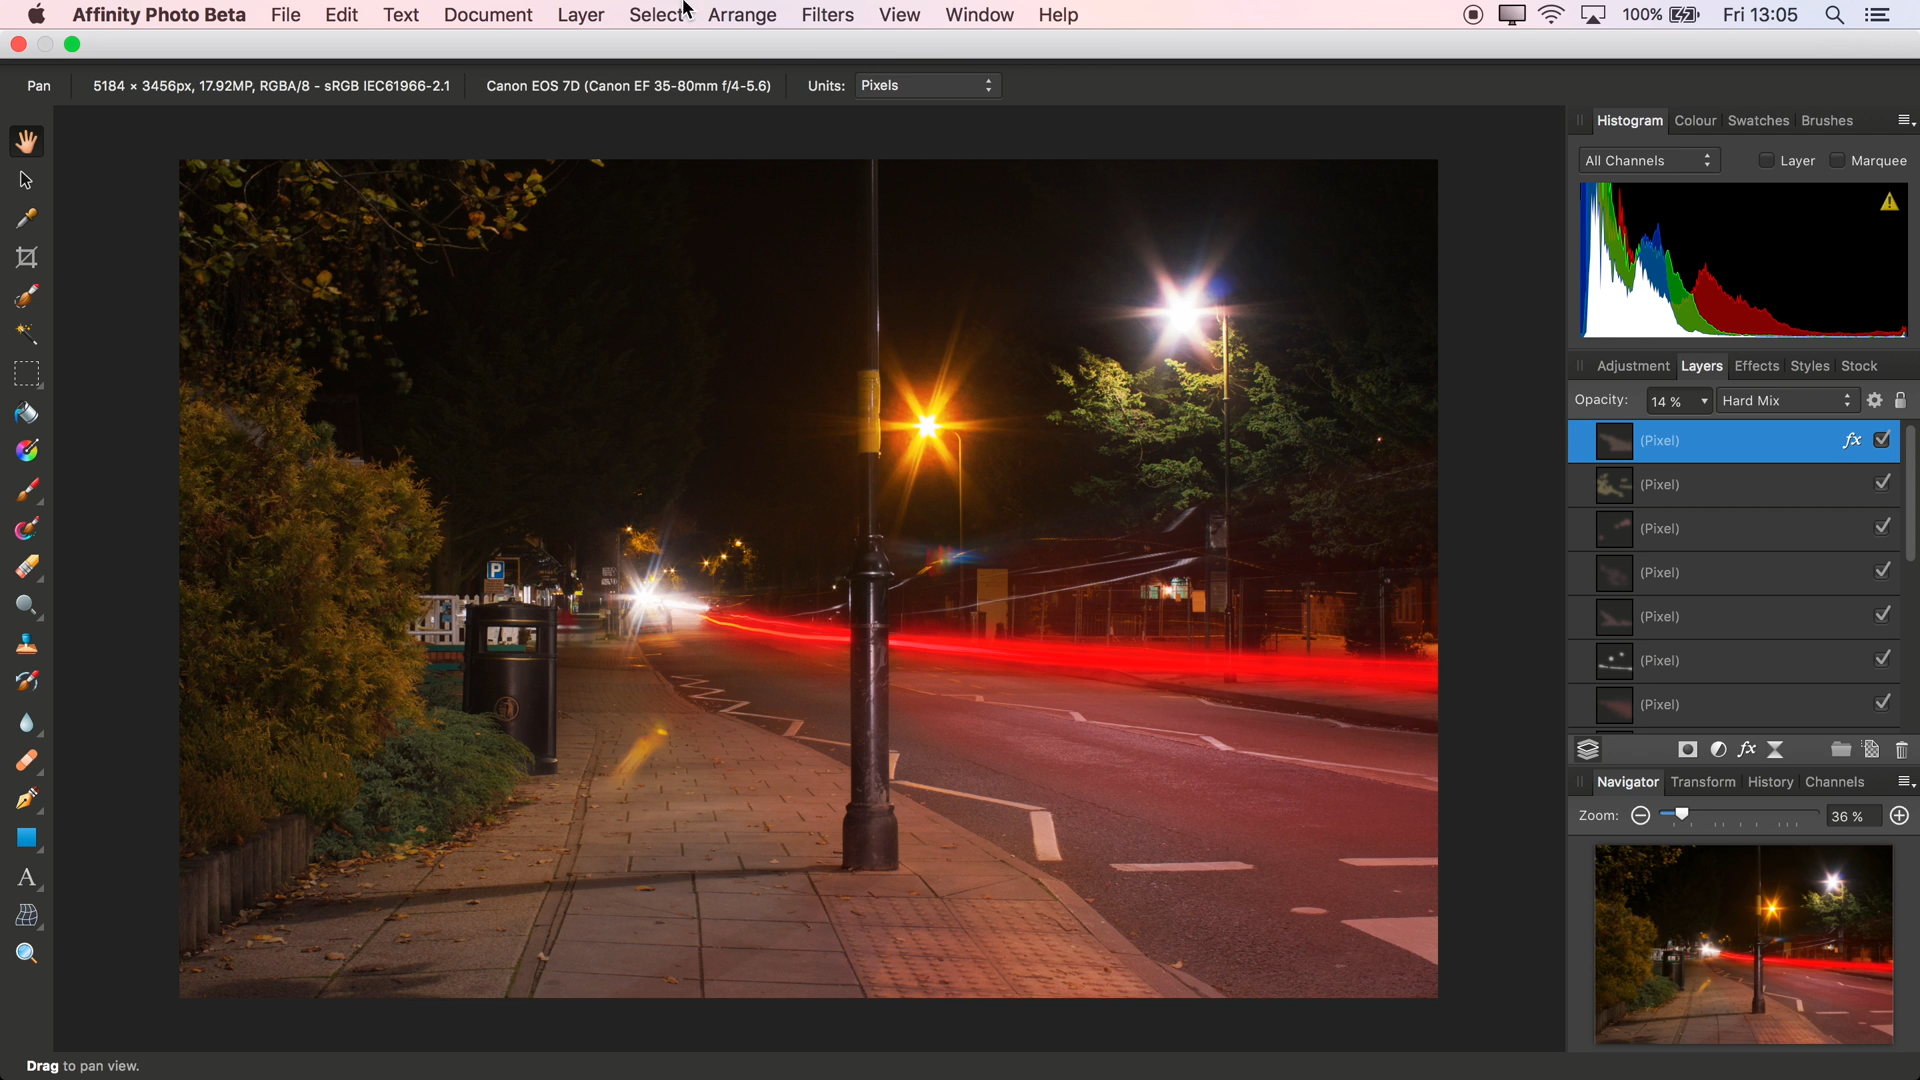 Affinity Photo Beta File Edit Text Document Layer Select Arrange Filters View Window Help 100% Fri 13:05
Pan 5184 × 3456px, 17.92MP, RGBA/8 - sRGB IEC61966-2.1 Canon EOS 7D (Canon EF 35-80mm f/4-5.6) Units: Pixels
Histogram Colour Swatches Brushes
All Channels Layer Marquee
Adjustment Layers Effects Styles Stock
Opacity: 14 % Hard Mix
(Pixel) fx
(Pixel)
(Pixel)
(Pixel)
(Pixel)
(Pixel)
(Pixel)
fx
Navigator Transform History Channels
Zoom: 36 %
P
A
Drag to pan view.